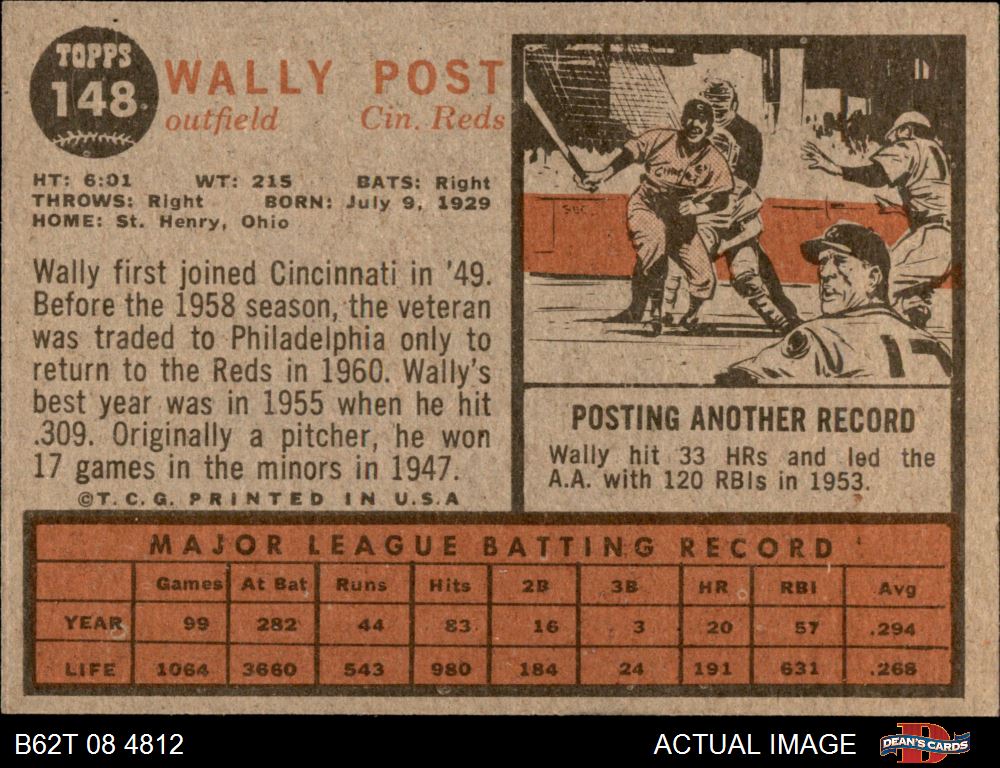 TOPPS
148.
WALLY POST
outfield Cin. Reds
HT: 6:01 WT: 215 BATS: Right
THROWS: Right BORN: July 9, 1929
HOME: St. Henry, Ohio
Wally first joined Cincinnati in '49.
Before the 1958 season, the veteran
was traded to Philadelphia only to
return to the Reds in 1960. Wally's
best year was in 1955 when he hit
.309. Originally a pitcher, he won
17 games in the minors in 1947.
©T.C.G. PRINTED IN U.S.A
17
POSTING ANOTHER RECORD
Wally hit 33 HRs and led the
A.A. with 120 RBIs in 1953.
MAJOR LEAGUE BATTING RECORD
Games At Bat Runs Hits 2B 3B HR RBI Avg
YEAR 99 282 44 83 16 3 20 57 .294
LIFE 1064 3660 543 980 184 24 191 631 .268
B62T 08 4812
ACTUAL IMAGE
DEAN'S CARDS